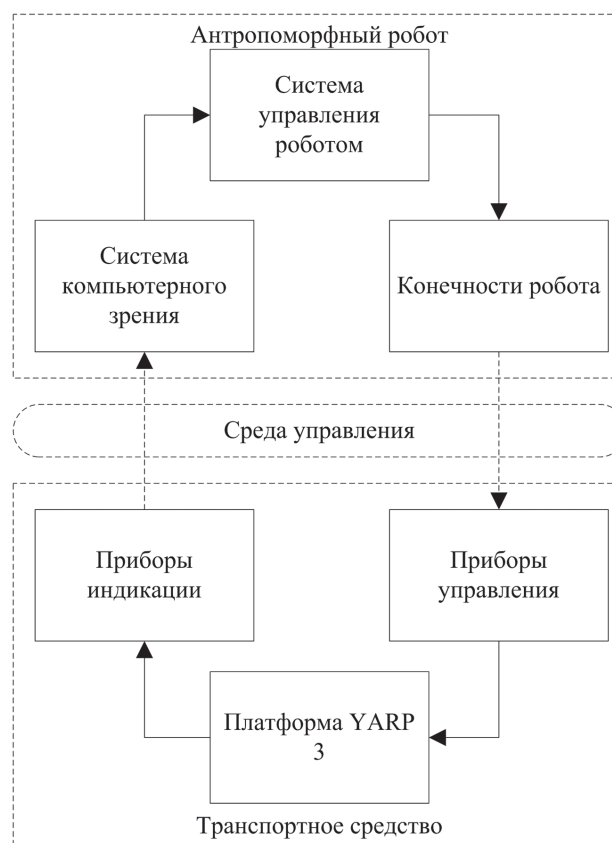 Антропоморфный робот
Система
управления
роботом
Система
компьютерного
зрения
Конечности робота
Среда управления
Приборы
индикации
Приборы
управления
Платформа YARP
3
Транспортное средство